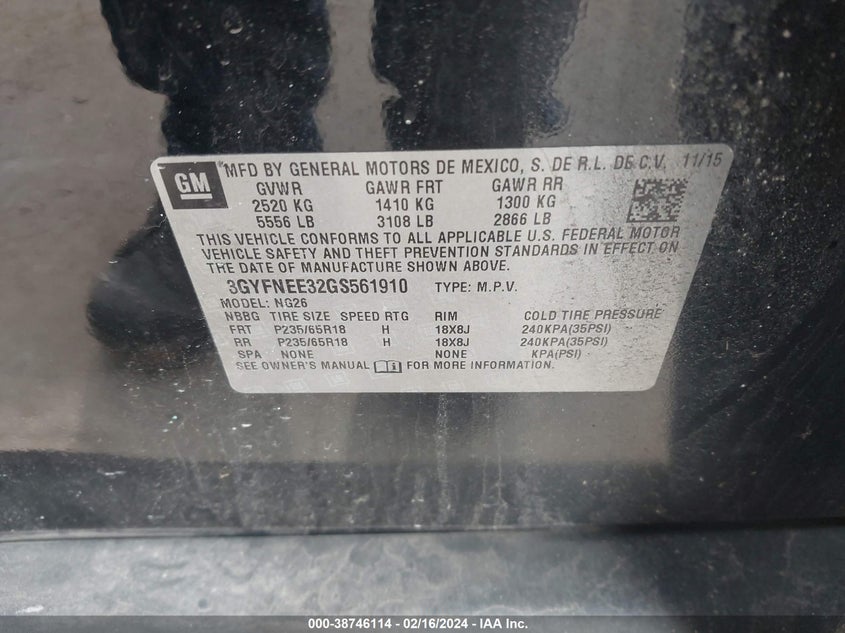 GM
MFD BY GENERAL MOTORS DE MEXICO, S. DE R.L. DE C.V. 11/15
GVWR GAWR FRT GAWR RR
2520 KG 1410 KG 1300 KG
5556 LB 3108 LB 2866 LB
THIS VEHICLE CONFORMS TO ALL APPLICABLE U.S. FEDERAL MOTOR
VEHICLE SAFETY AND THEFT PREVENTION STANDARDS IN EFFECT ON
THE DATE OF MANUFACTURE SHOWN ABOVE.
3GYFNEE32GS561910 TYPE: M.P.V.
MODEL: NG26
NBBG TIRE SIZE SPEED RTG RIM COLD TIRE PRESSURE
FRT P235/65R18 H 18X8J 240KPA(35PSI)
RR P235/65R18 H 18X8J 240KPA(35PSI)
SPA NONE NONE KPA(PSI)
SEE OWNER'S MANUAL FOR MORE INFORMATION.
000-38746114 - 02/16/2024 - IAA Inc.